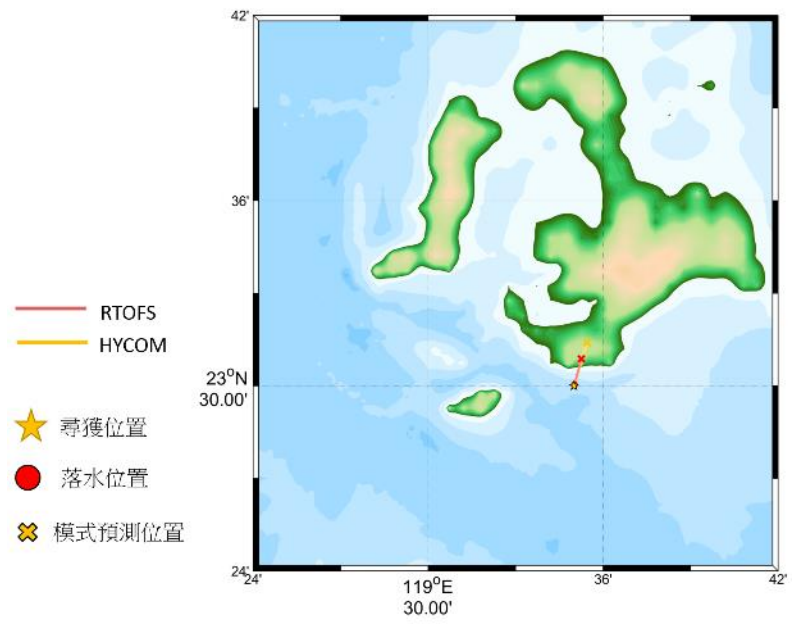 42'
36'
23°N
30.00'
24'
24'
119°E
30.00'
36'
42'
RTOFS
HYCOM
尋獲位置
落水位置
模式預測位置